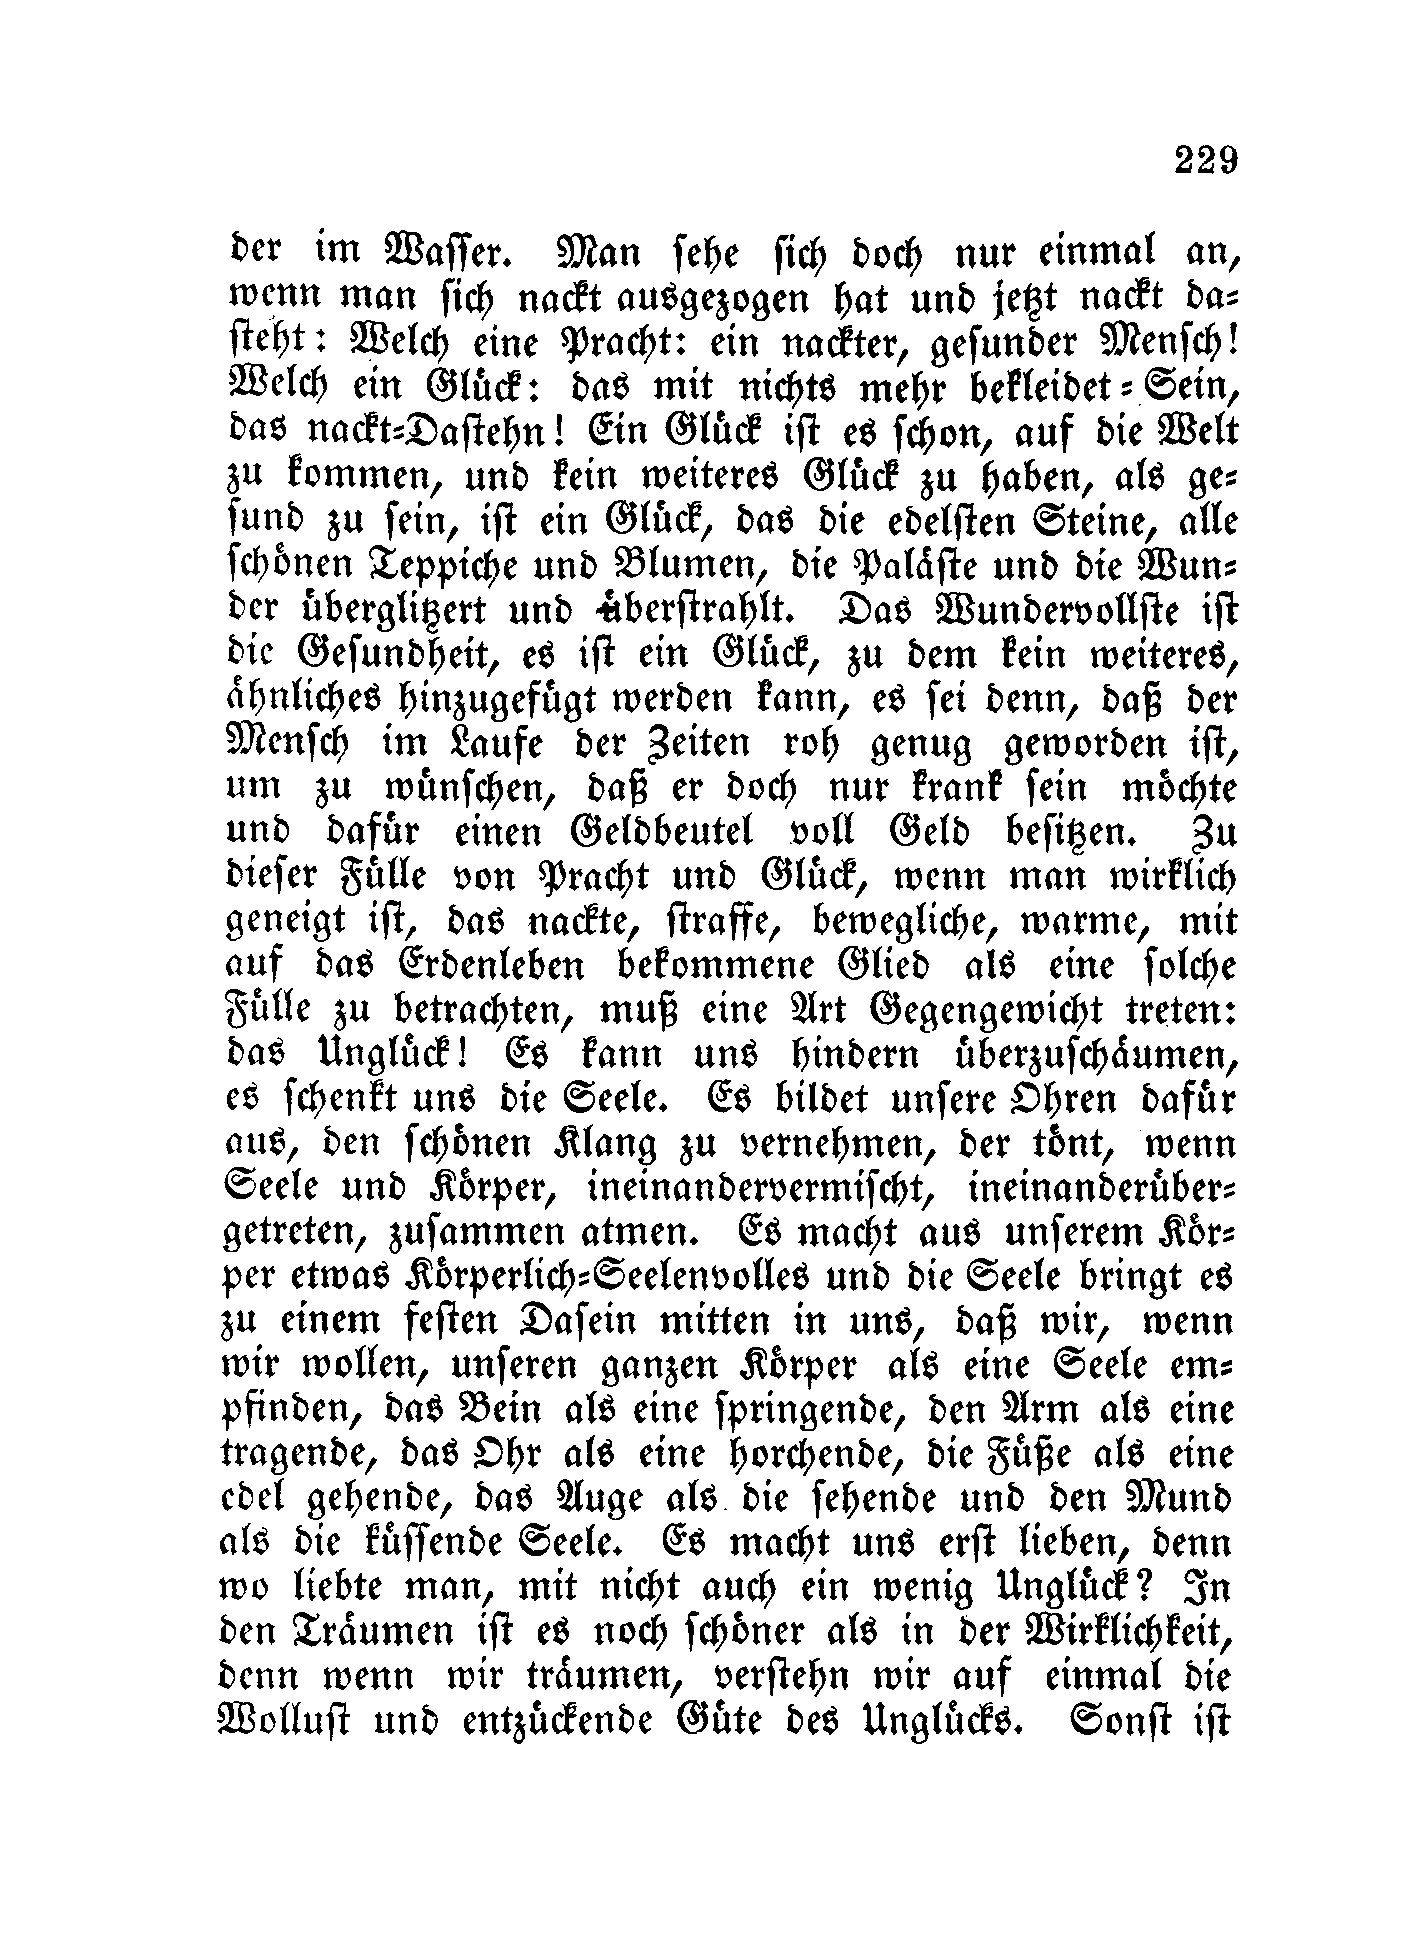 229
der im Wasser. Man sehe sich doch nur einmal an,
wenn man sich nackt ausgezogen hat und jetzt nackt da-
steht: Welch eine Pracht: ein nackter, gesunder Mensch!
Welch ein Glück: das mit nichts mehr bekleidet-Sein,
das nackt-Dastehn! Ein Glück ist es schon, auf die Welt
zu kommen, und kein weiteres Glück zu haben, als ge-
sund zu sein, ist ein Glück, das die edelsten Steine, alle
schönen Teppiche und Blumen, die Paläste und die Wun-
der überglitzert und überstrahlt. Das Wundervollste ist
die Gesundheit, es ist ein Glück, zu dem kein weiteres,
ähnliches hinzugefügt werden kann, es sei denn, daß der
Mensch im Laufe der Zeiten roh genug geworden ist,
um zu wünschen, daß er doch nur krank sein möchte
und dafür einen Geldbeutel voll Geld besitzen. Zu
dieser Fülle von Pracht und Glück, wenn man wirklich
geneigt ist, das nackte, straffe, bewegliche, warme, mit
auf das Erdenleben bekommene Glied als eine solche
Fülle zu betrachten, muß eine Art Gegengewicht treten:
das Unglück! Es kann uns hindern überzuschäumen,
es schenkt uns die Seele. Es bildet unsere Ohren dafür
aus, den schönen Klang zu vernehmen, der tönt, wenn
Seele und Körper, ineinandervermischt, ineinanderüber-
getreten, zusammen atmen. Es macht aus unserem Kör-
per etwas Körperlich-Seelenvolles und die Seele bringt es
zu einem festen Dasein mitten in uns, daß wir, wenn
wir wollen, unseren ganzen Körper als eine Seele em-
pfinden, das Bein als eine springende, den Arm als eine
tragende, das Ohr als eine horchende, die Füße als eine
edel gehende, das Auge als die sehende und den Mund
als die küssende Seele. Es macht uns erst lieben, denn
wo liebte man, mit nicht auch ein wenig Unglück? In
den Träumen ist es noch schöner als in der Wirklichkeit,
denn wenn wir träumen, verstehn wir auf einmal die
Wollust und entzückende Güte des Unglücks. Sonst ist